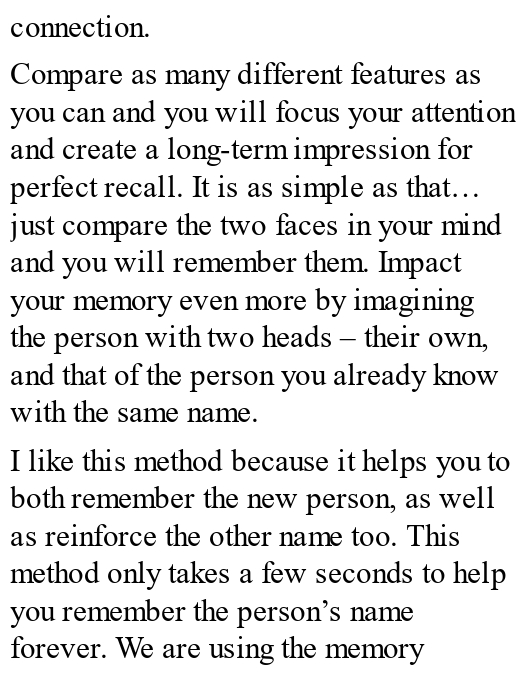 connection.
Compare as many different features as
you can and you will focus your attention
and create a long-term impression for
perfect recall. It is as simple as that…
just compare the two faces in your mind
and you will remember them. Impact
your memory even more by imagining
the person with two heads – their own,
and that of the person you already know
with the same name.
I like this method because it helps you to
both remember the new person, as well
as reinforce the other name too. This
method only takes a few seconds to help
you remember the person’s name
forever. We are using the memory